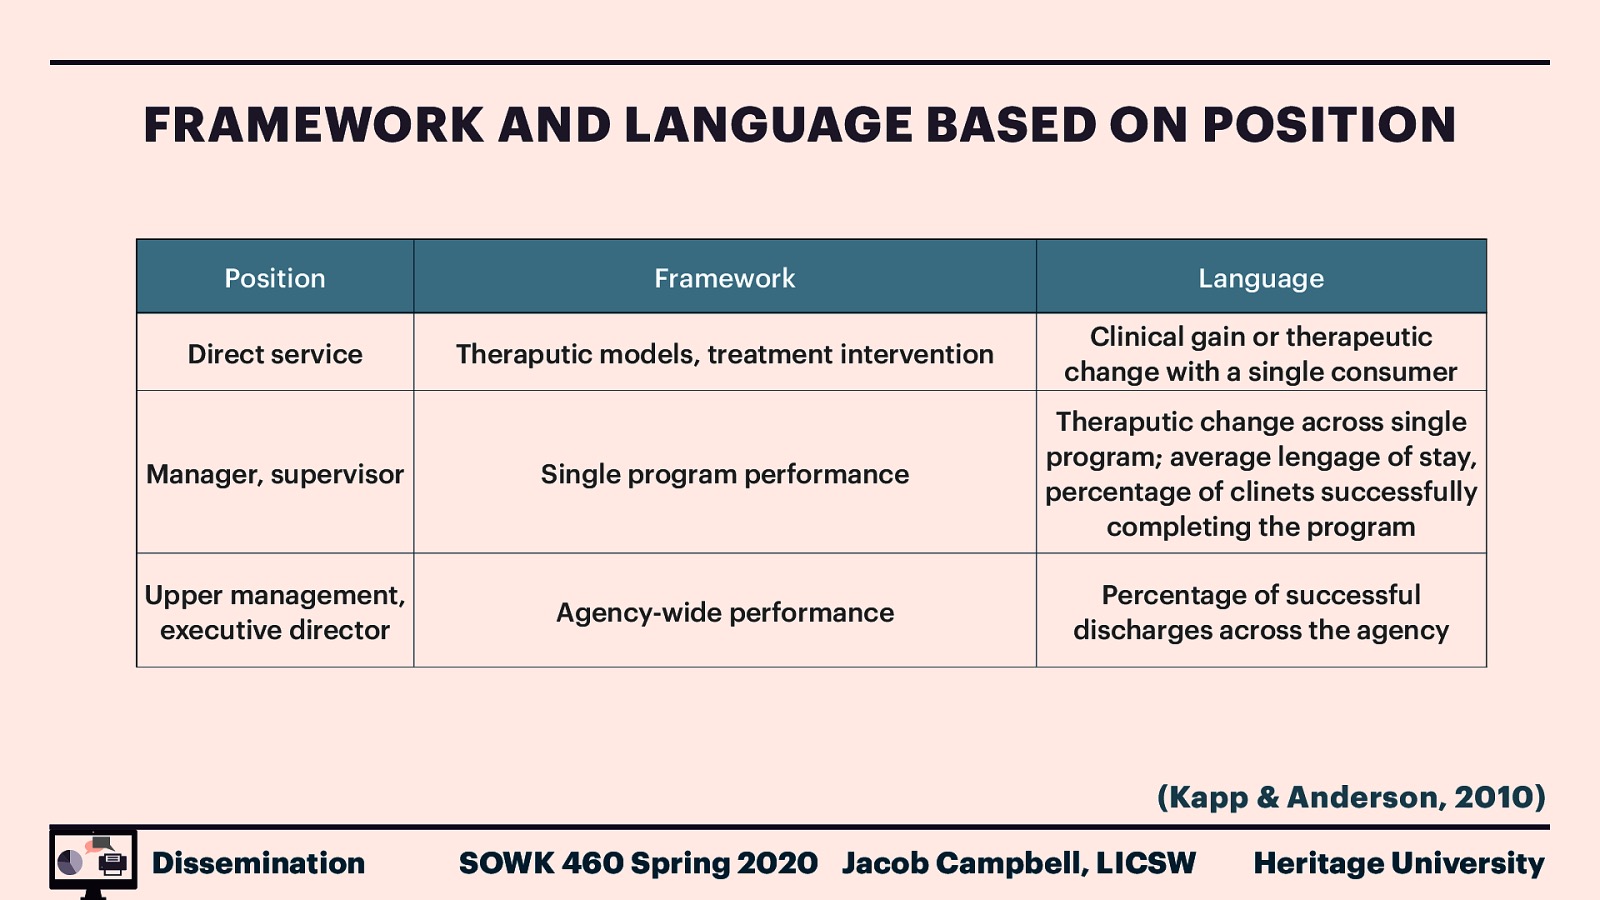 FRAMEWORK AND LANGUAGE BASED ON POSITION
Position
Framework
Language
Direct service
Theraputic models, treatment intervention
Clinical gain or therapeutic
change with a single consumer
Manager, supervisor
Single program performance
Theraputic change across single
program; average lengage of stay,
percentage of clinets successfully
completing the program
Upper management,
executive director
Agency-wide performance
Percentage of successful
discharges across the agency
(Kapp & Anderson, 2010)
Dissemination
SOWK 460 Spring 2020
Jacob Campbell, LICSW
Heritage University